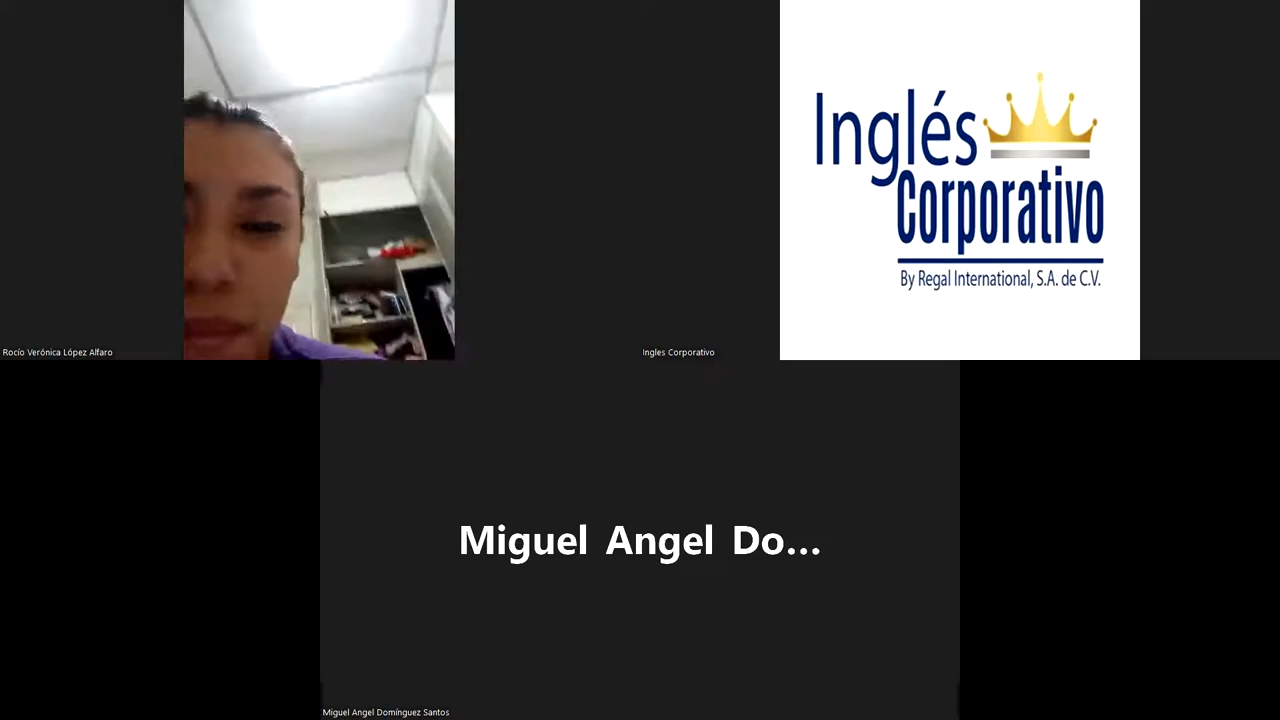 Inglés
Corporativo
By Regal International, S.A. de C.V.
Rocío Verónica López Alfaro
Ingles Corporativo
Miguel Angel Do...
Miguel Angel Domínguez Santos